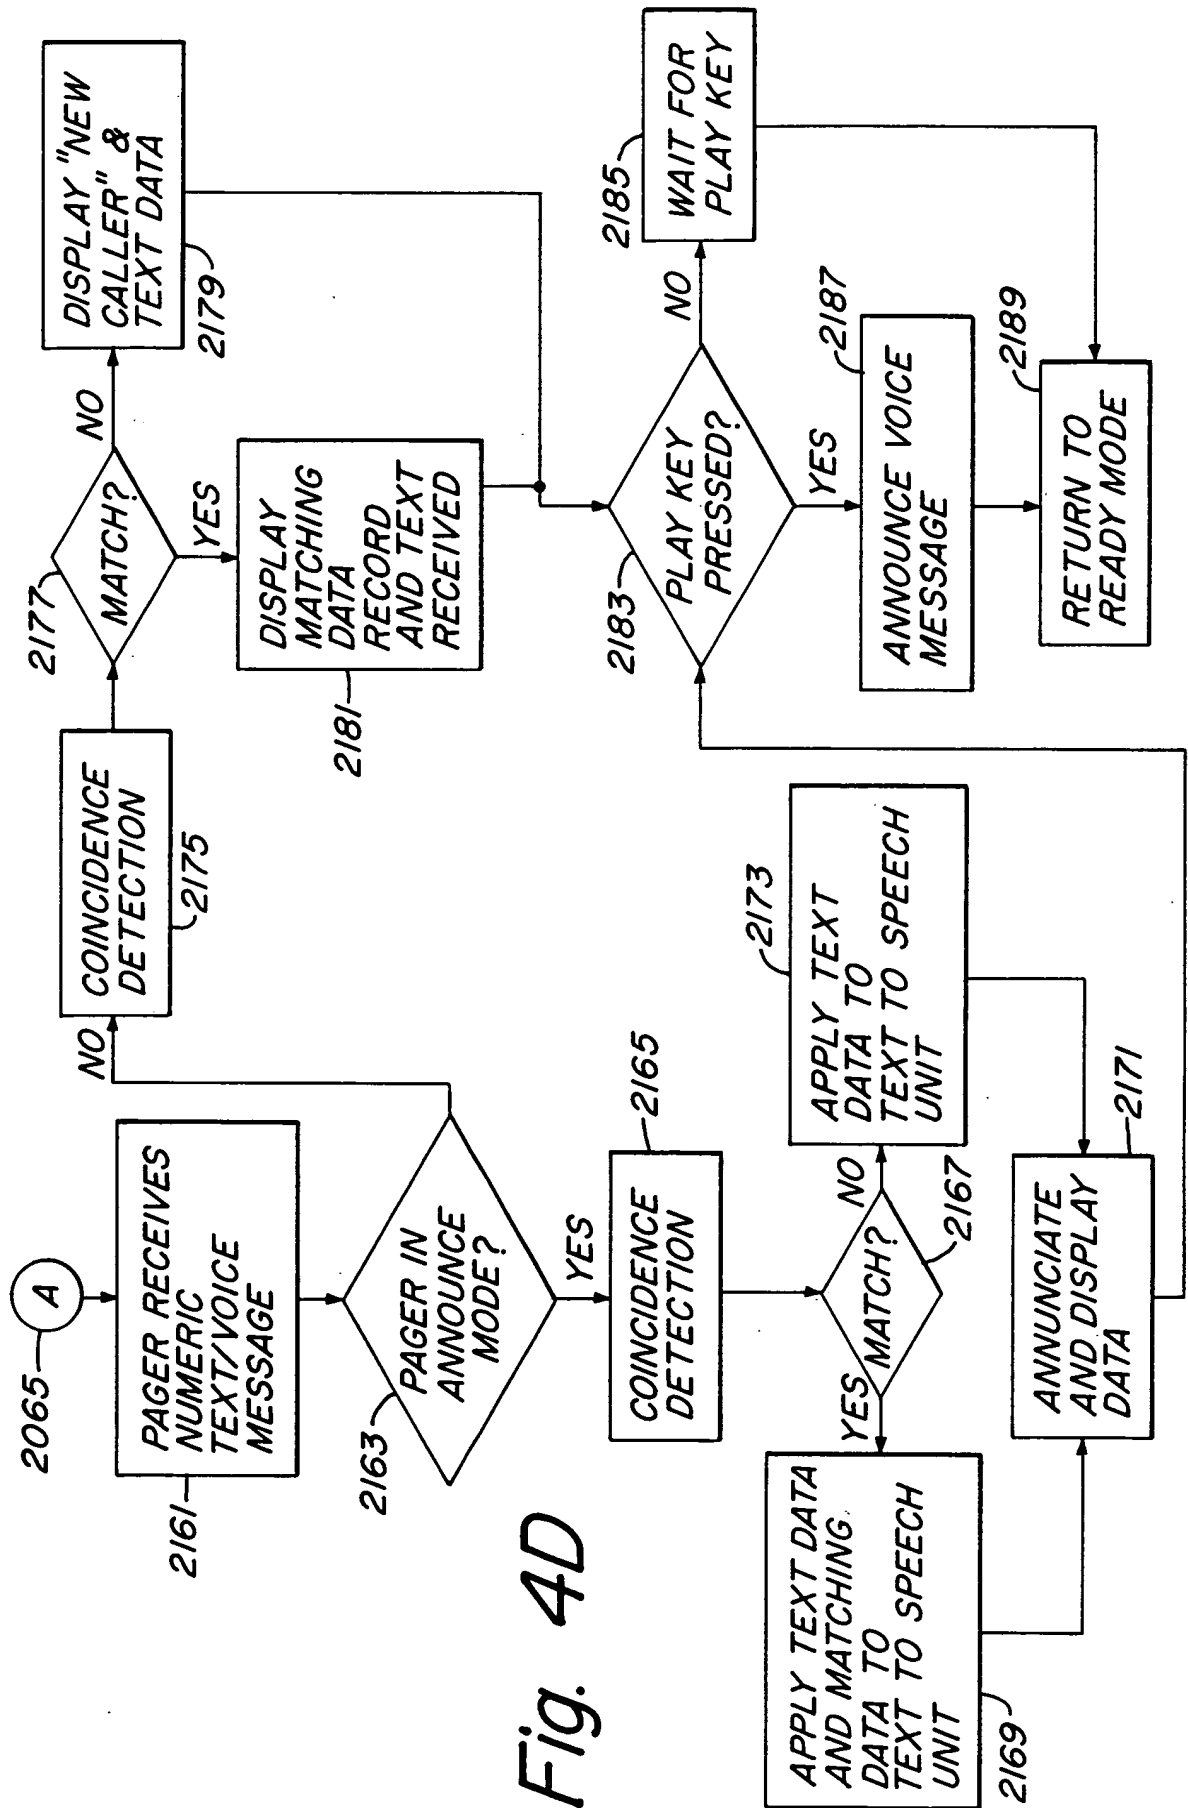 2065
A
2161
PAGER RECEIVES
NUMERIC
TEXT/VOICE
MESSAGE
2163
PAGER IN
ANNOUNCE
MODE?
NO
YES
COINCIDENCE
DETECTION
2175
2177
MATCH?
NO
YES
DISPLAY "NEW
CALLER" &
TEXT DATA
2179
DISPLAY
MATCHING
DATA
RECORD
AND TEXT
RECEIVED
2181
COINCIDENCE
DETECTION
2165
MATCH?
2167
YES
NO
APPLY TEXT DATA
AND MATCHING
DATA TO
TEXT TO SPEECH
UNIT
2169
APPLY TEXT
DATA TO
TEXT TO SPEECH
UNIT
2173
ANNUNCIATE
AND DISPLAY
DATA
2171
2183
PLAY KEY
PRESSED?
NO
YES
WAIT FOR
PLAY KEY
2185
ANNOUNCE VOICE
MESSAGE
2187
RETURN TO
READY MODE
2189
Fig. 4D